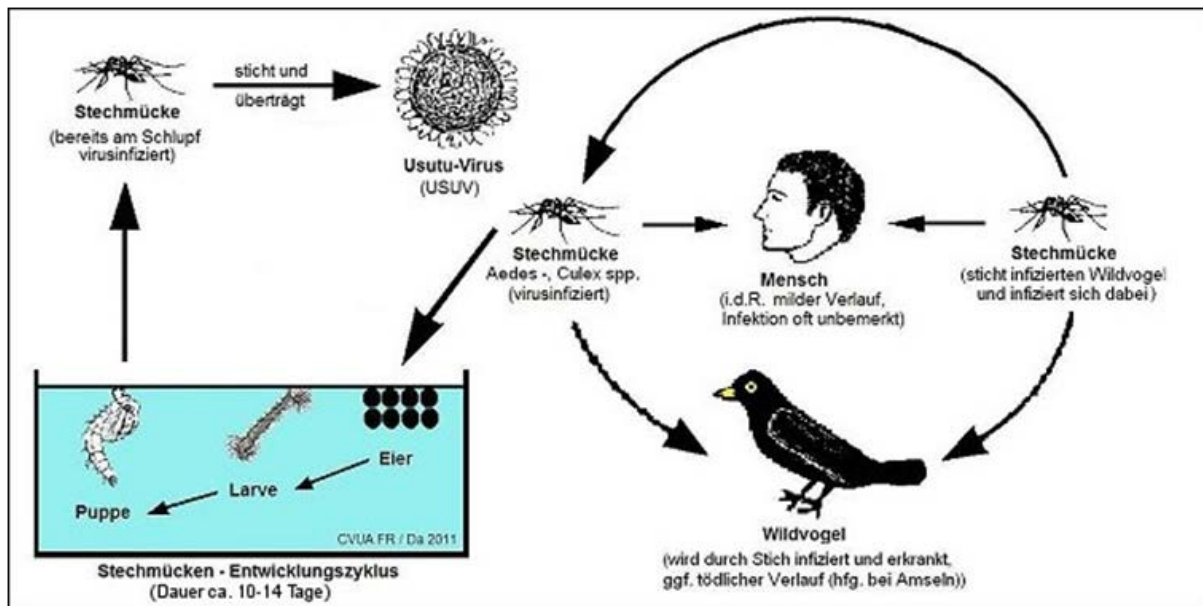 sticht und
überträgt
Stechmücke
(bereits am Schlupf
virusinfiziert)
Usutu-Virus
(USUV)
Stechmücke
Aedes -, Culex spp.
(virusinfiziert)
Mensch
(i.d.R. milder Verlauf,
Infektion oft unbemerkt)
Stechmücke
(sticht infizierten Wildvogel
und infiziert sich dabei)
Eier
Larve
Puppe
CVUA FR / Da 2011
Stechmücken - Entwicklungszyklus
(Dauer ca. 10-14 Tage)
Wildvogel
(wird durch Stich infiziert und erkrankt,
ggf. tödlicher Verlauf (hfg. bei Amseln))